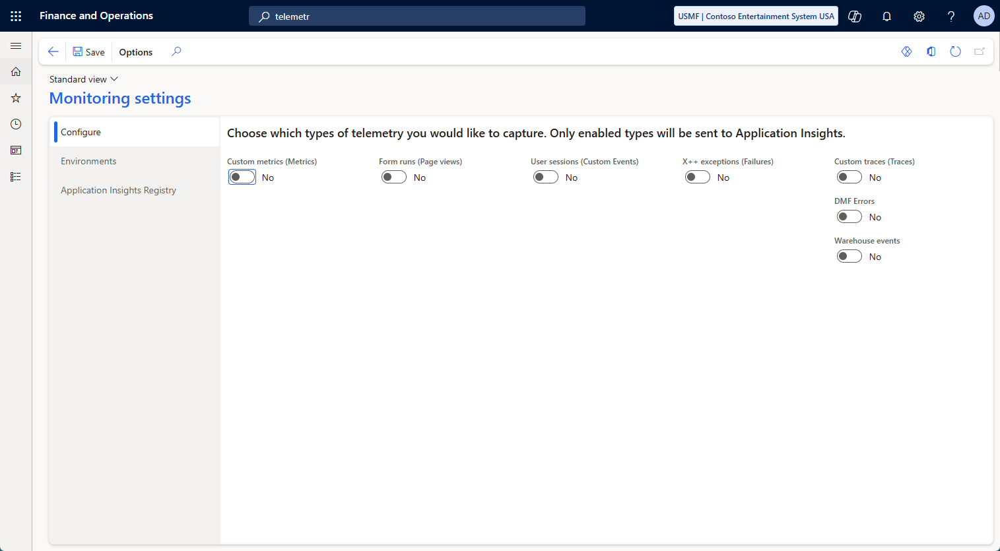 Finance and Operations
telemetr
USMF | Contoso Entertainment System USA
AD
Save
Options
Standard view
Monitoring settings
Configure
Environments
Application Insights Registry
Choose which types of telemetry you would like to capture. Only enabled types will be sent to Application Insights.
Custom metrics (Metrics)
No
Form runs (Page views)
No
User sessions (Custom Events)
No
X++ exceptions (Failures)
No
Custom traces (Traces)
No
DMF Errors
No
Warehouse events
No